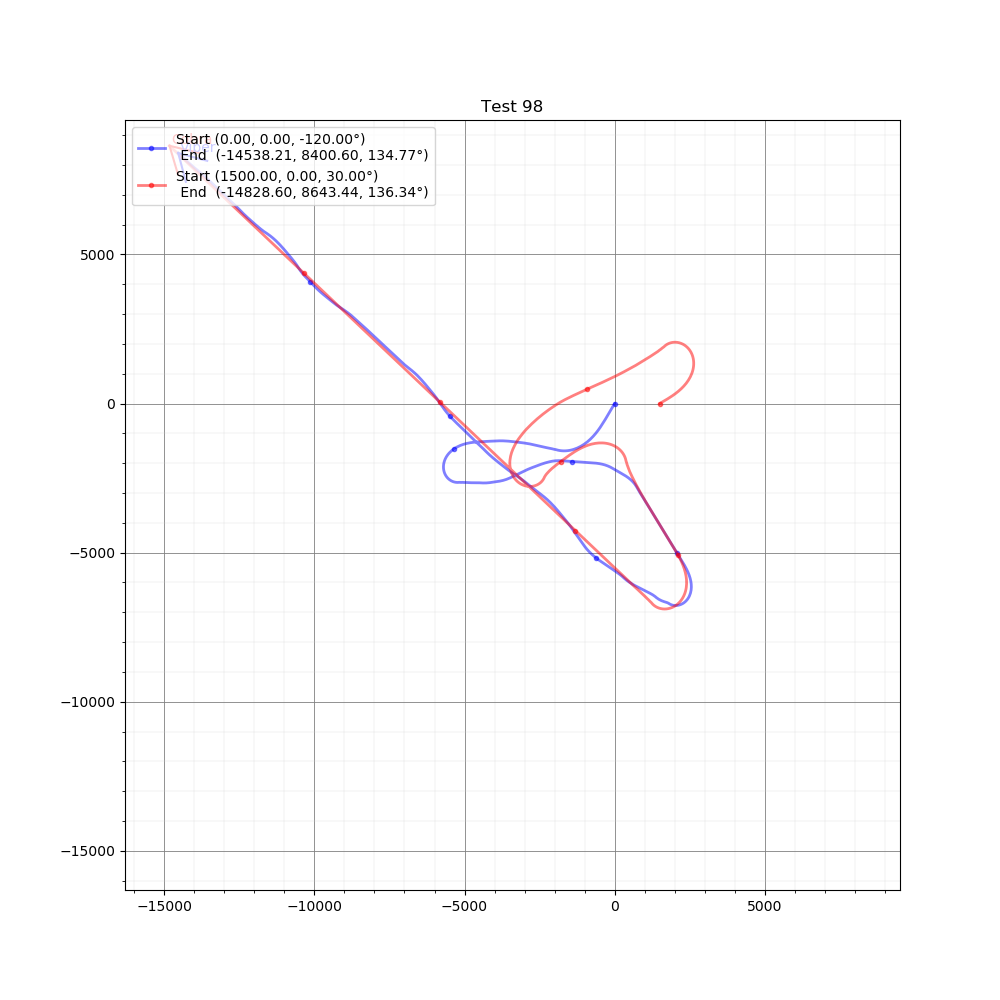 Test 98
Start (0.00, 0.00, -120.00°)
End (-14538.21, 8400.60, 134.77°)
Start (1500.00, 0.00, 30.00°)
End (-14828.60, 8643.44, 136.34°)
5000
0
−5000
−10000
−15000
−15000
−10000
−5000
0
5000